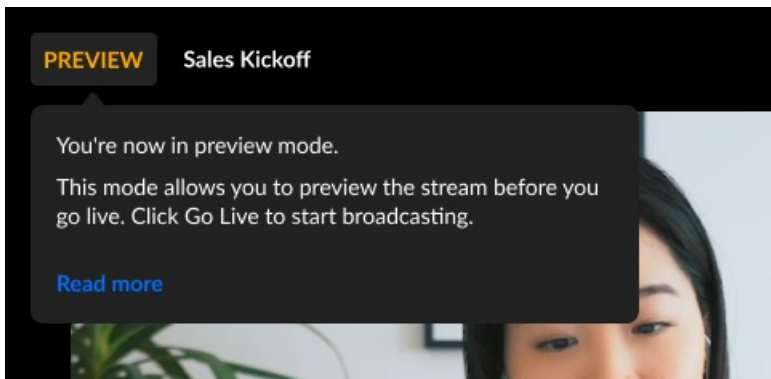 PREVIEW Sales Kickoff
You're now in preview mode.
This mode allows you to preview the stream before you
go live. Click Go Live to start broadcasting.
Read more